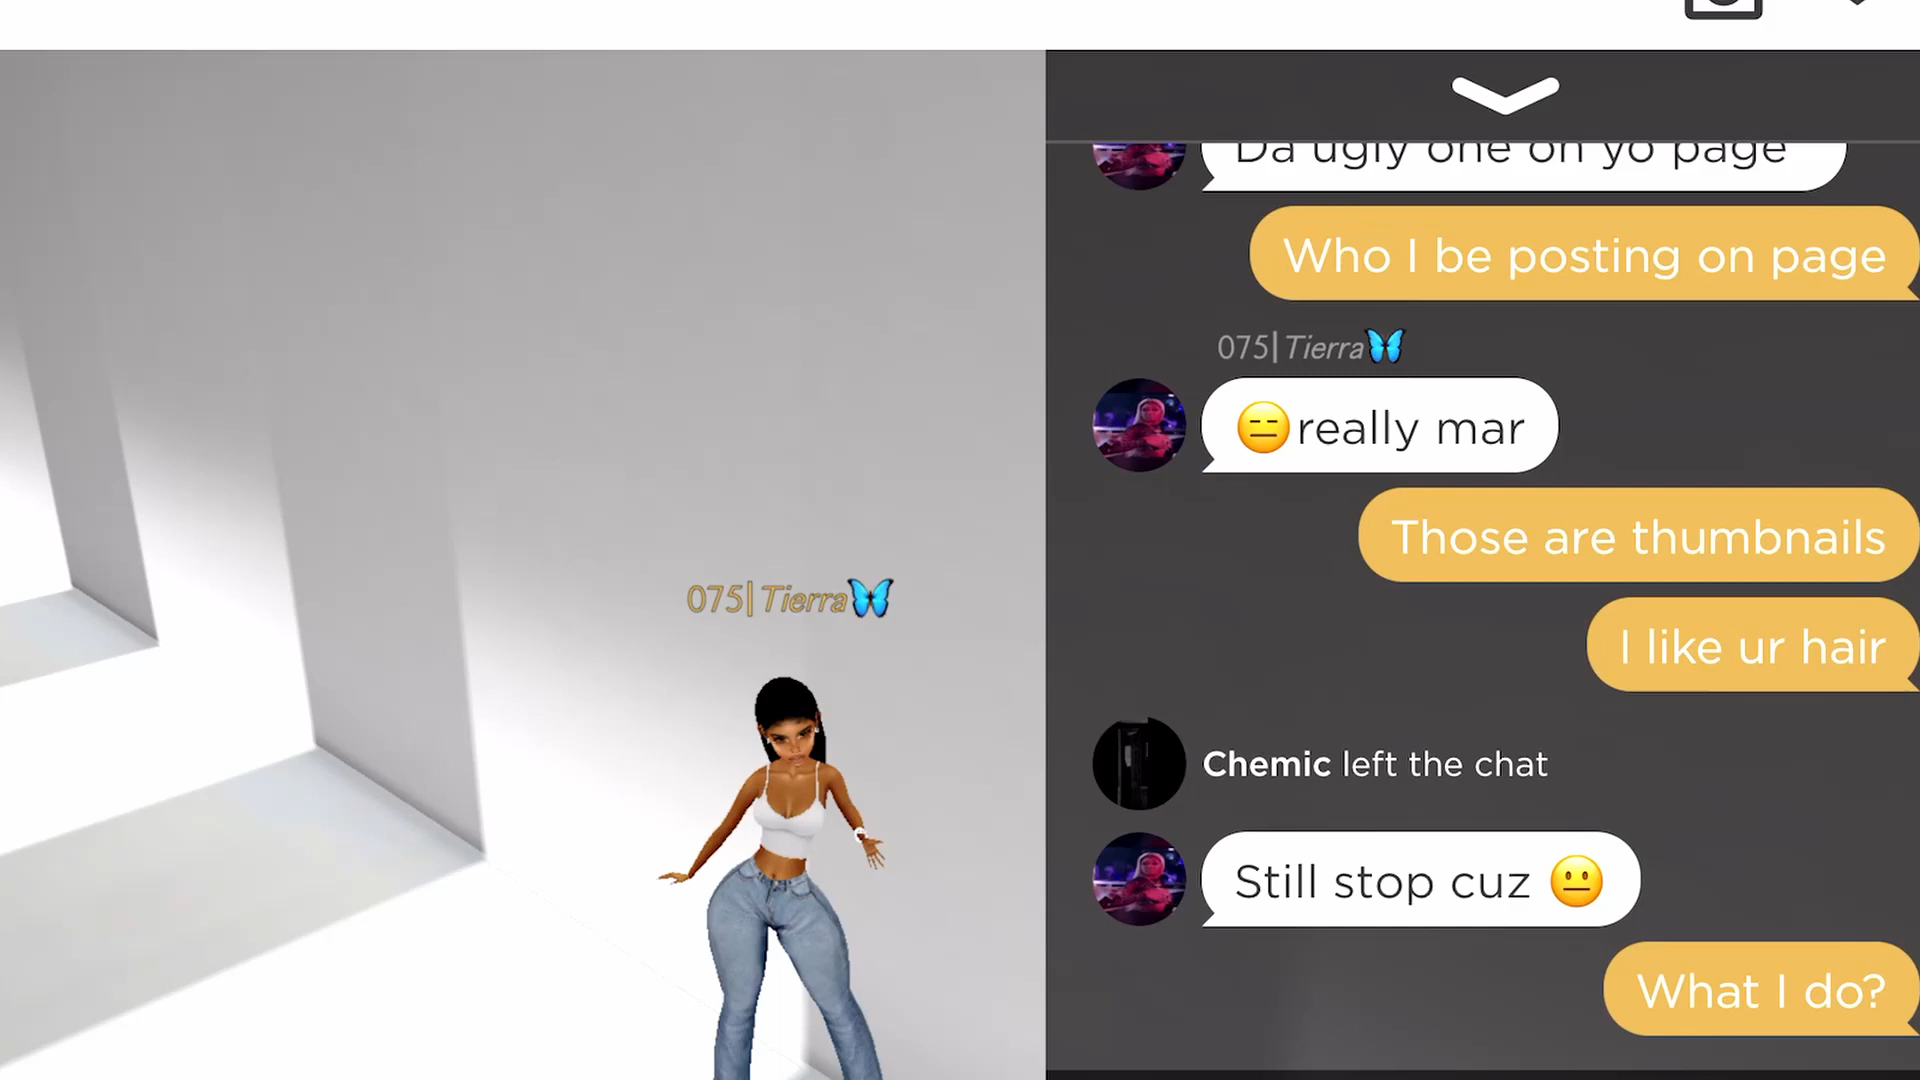 Da ugly one on yo page
Who I be posting on page
075|Tierra🦋
😑really mar
Those are thumbnails
I like ur hair
075|Tierra🦋
Chemic left the chat
Still stop cuz 😐
What I do?